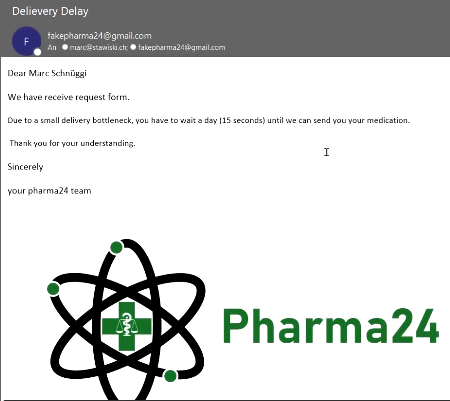 Delievery Delay
F
fakepharma24@gmail.com
An marc@stawiski.ch; fakepharma24@gmail.com
Dear Marc Schnüggi
We have receive request form.
Due to a small delivery bottleneck, you have to wait a day (15 seconds) until we can send you your medication.
Thank you for your understanding.
Sincerely
your pharma24 team
Pharma24